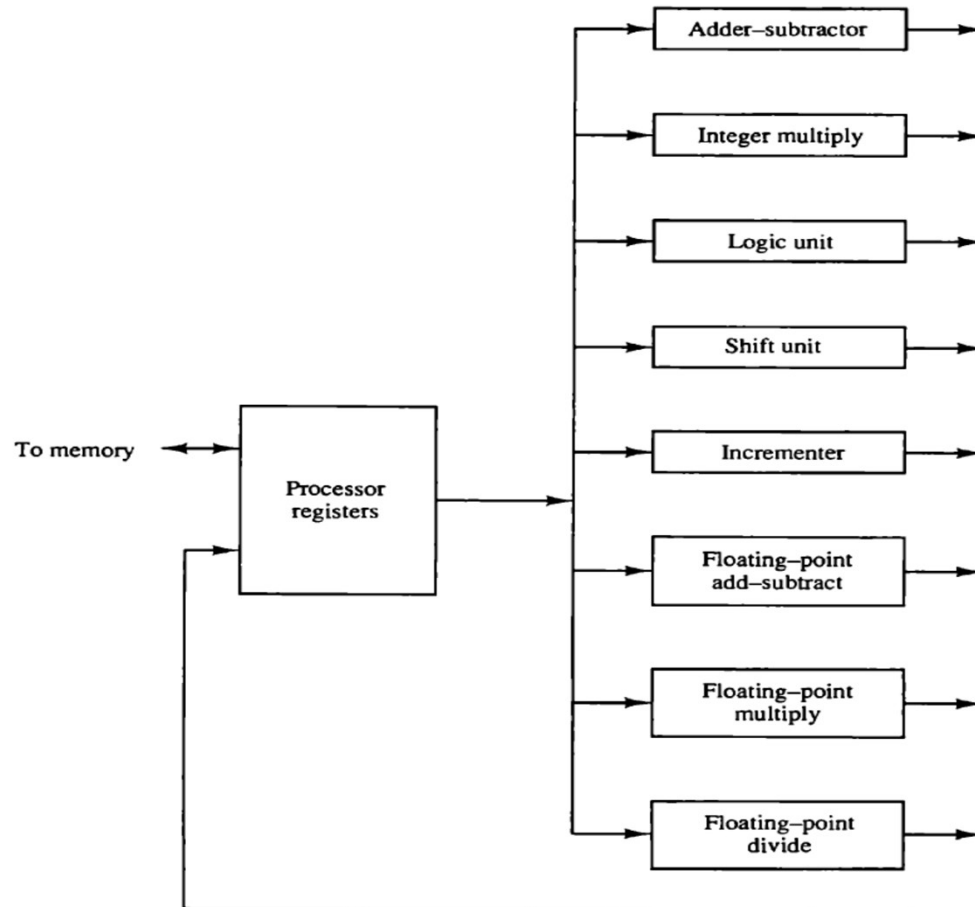 Adder–subtractor
Integer multiply
Logic unit
Shift unit
To memory
Incrementer
Processor
registers
Floating–point
add–subtract
Floating–point
multiply
Floating–point
divide